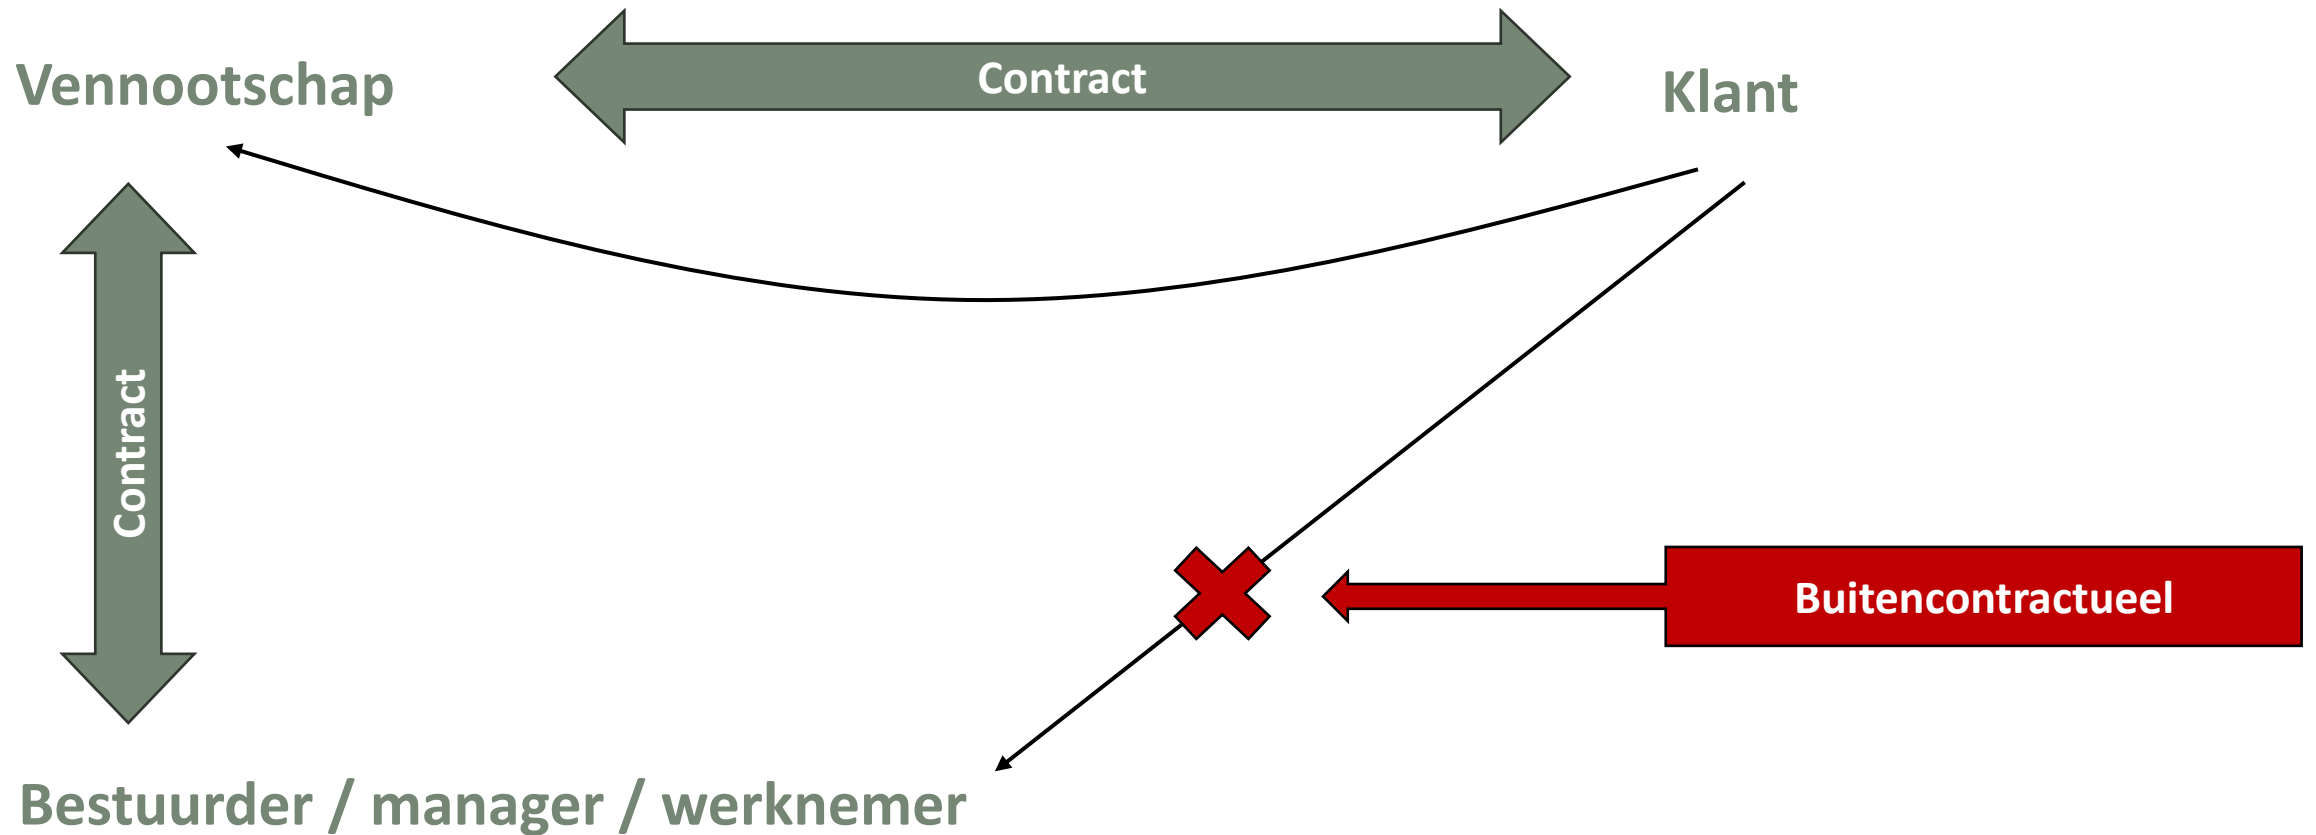 Vennootschap
Contract
Klant
Contract
Buitencontractueel
Bestuurder / manager / werknemer